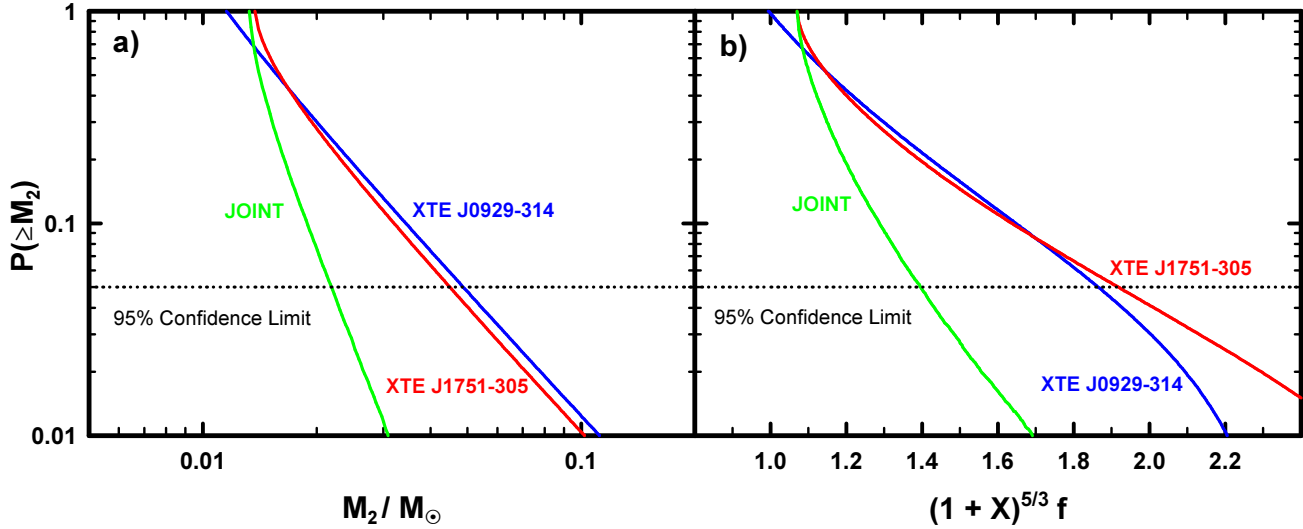 a)
P(≥M₂)
1
0.1
0.01
JOINT
XTE J0929-314
95% Confidence Limit
XTE J1751-305
0.01
0.1
M₂ / M☉
b)
JOINT
XTE J1751-305
95% Confidence Limit
XTE J0929-314
1.0 1.2 1.4 1.6 1.8 2.0 2.2
(1 + X)^{5/3} f